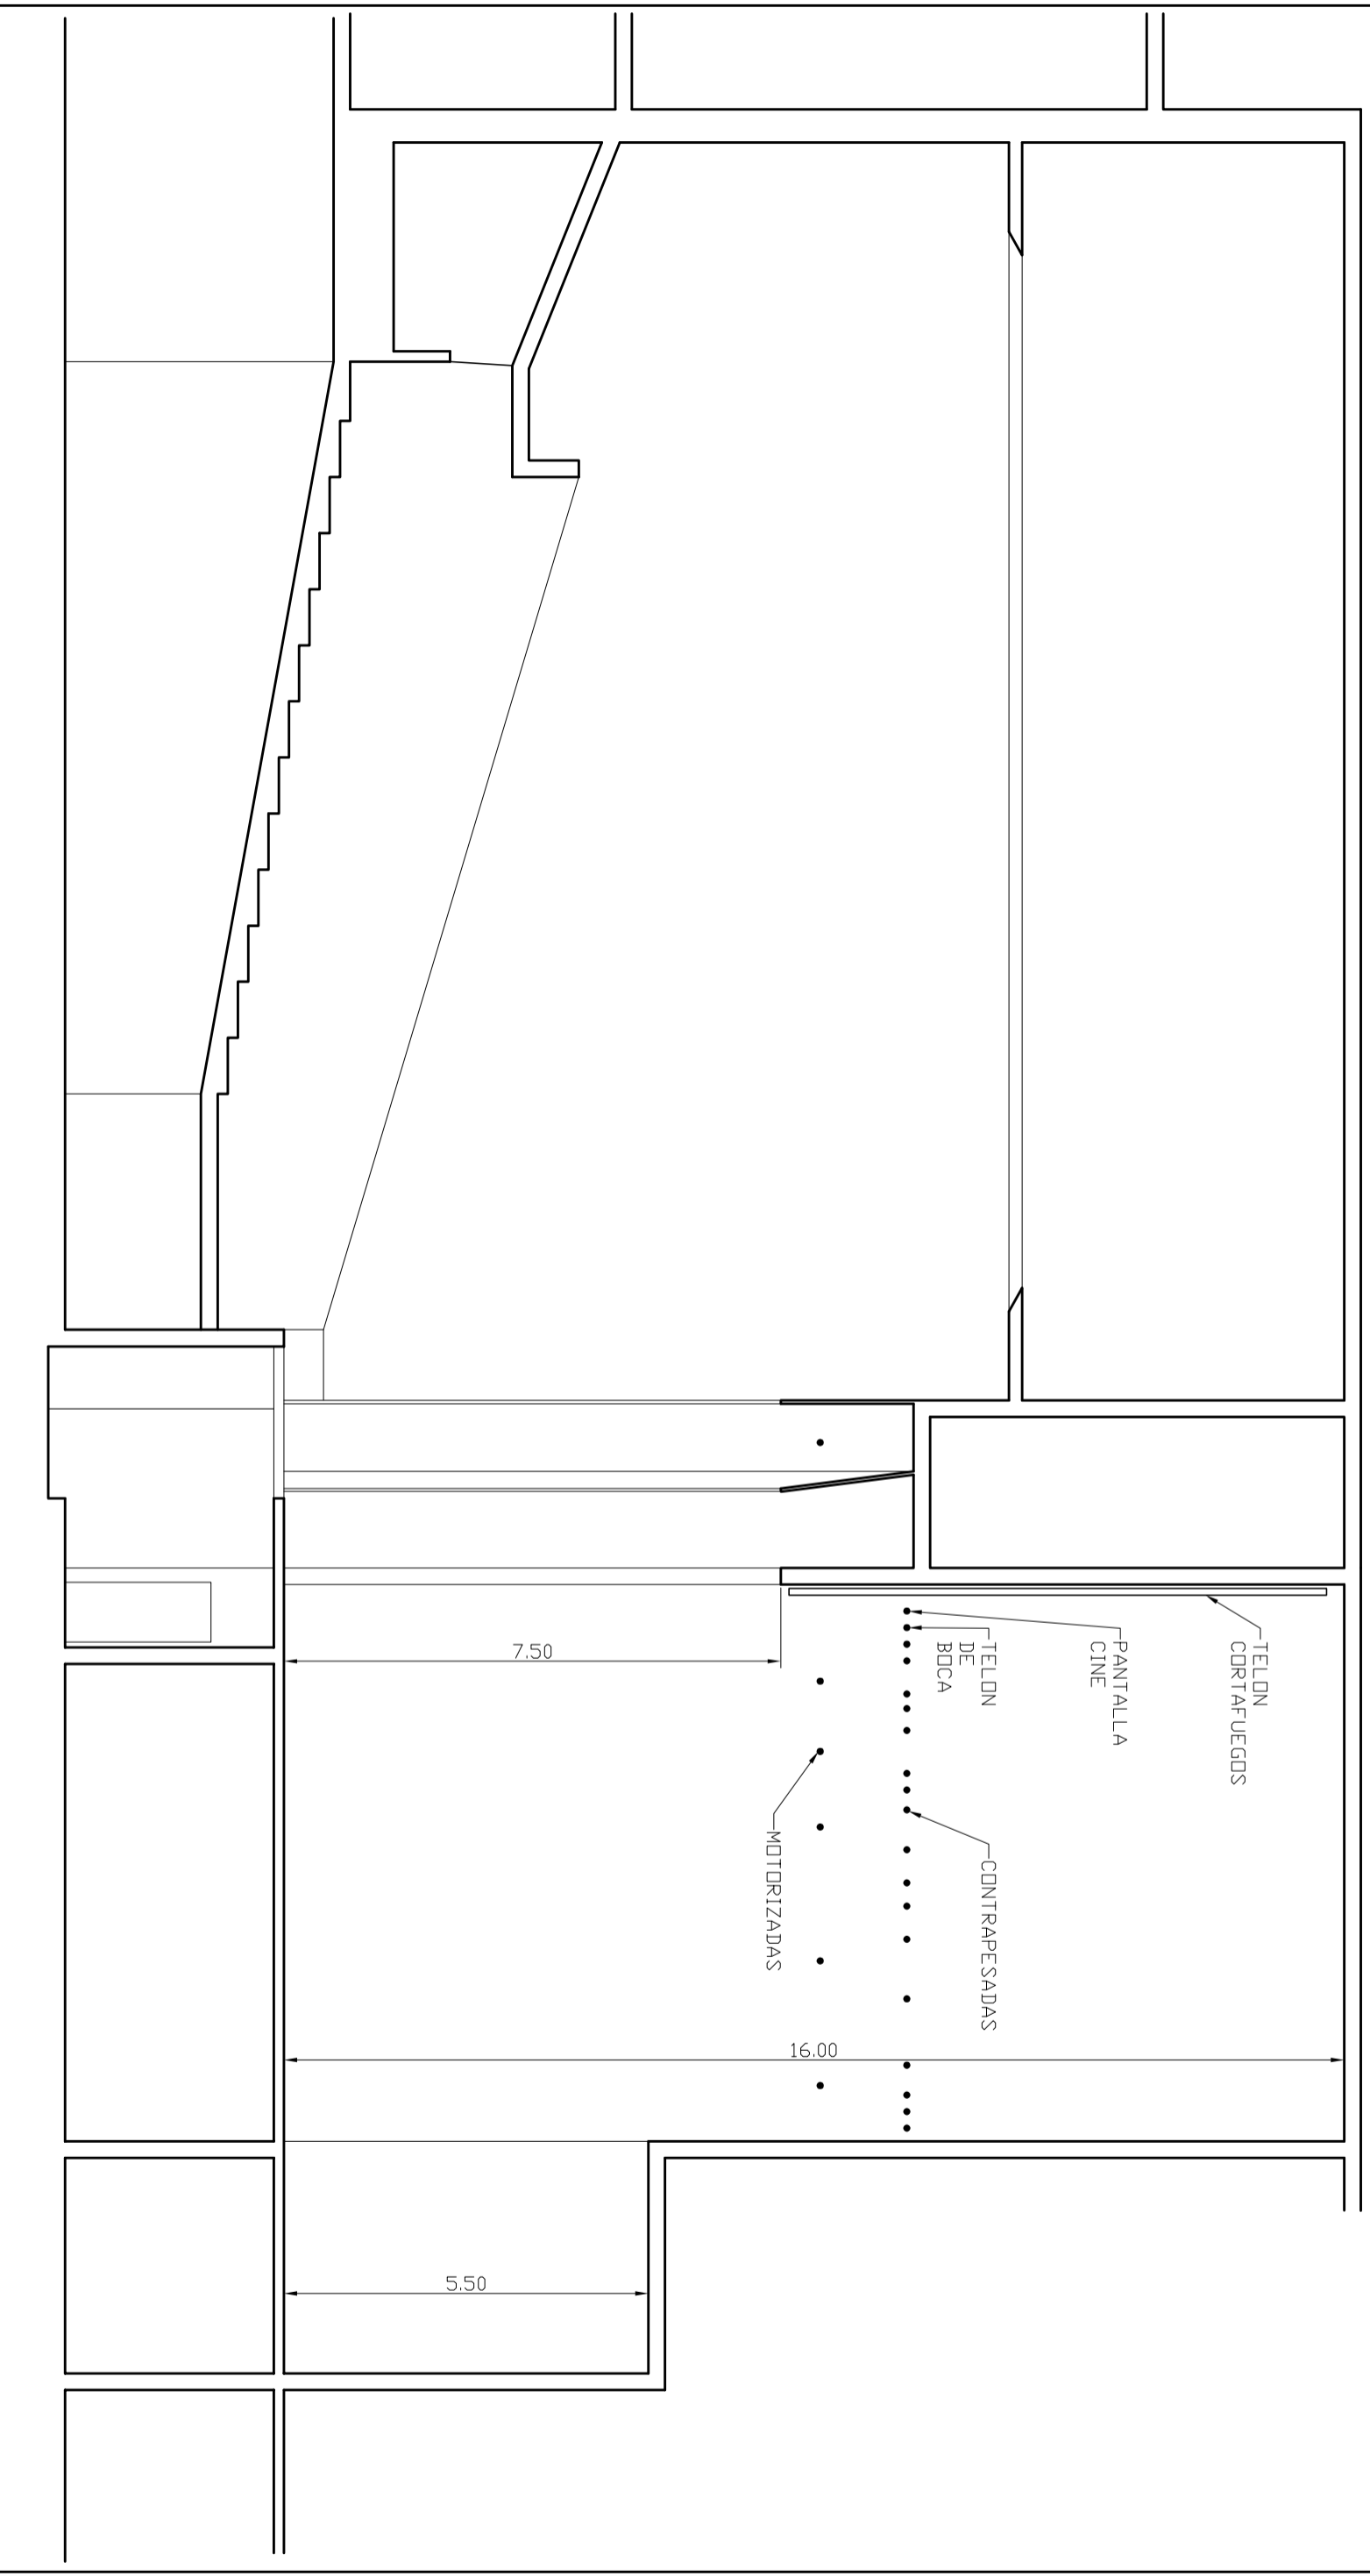 TELON
CORTAFUEGOS
PANTALLA
CINE
TELON
DE
BOCA
CONTRAPESADAS
MOTORIZADAS
7.50
16.00
5.50